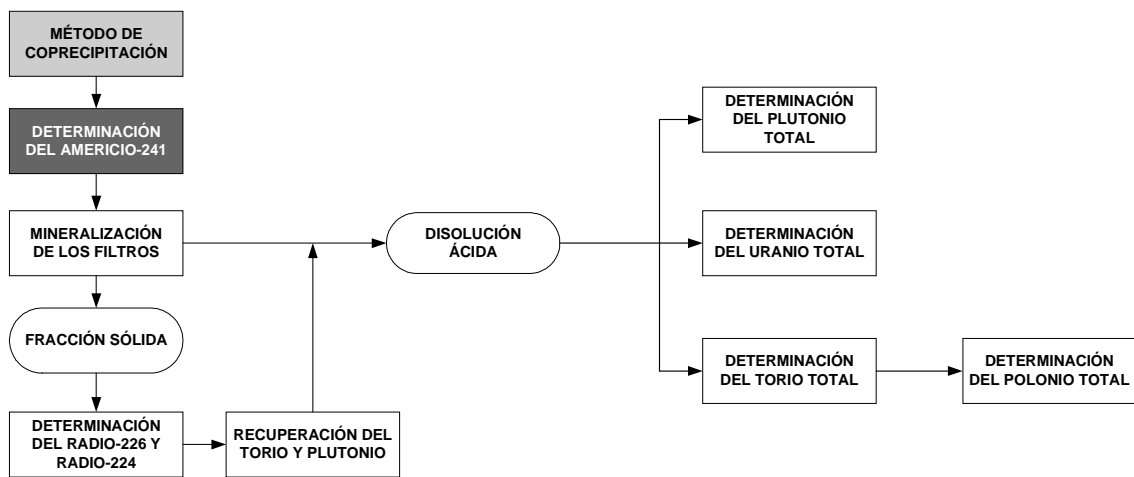 MÉTODO DE
COPRECIPITACIÓN
DETERMINACIÓN
DEL AMERICIO-241
MINERALIZACIÓN
DE LOS FILTROS
FRACCIÓN SÓLIDA
DETERMINACIÓN
DEL RADIO-226 Y
RADIO-224
RECUPERACIÓN DEL
TORIO Y PLUTONIO
DISOLUCIÓN
ÁCIDA
DETERMINACIÓN
DEL PLUTONIO
TOTAL
DETERMINACIÓN
DEL URANIO TOTAL
DETERMINACIÓN
DEL TORIO TOTAL
DETERMINACIÓN
DEL POLONIO TOTAL